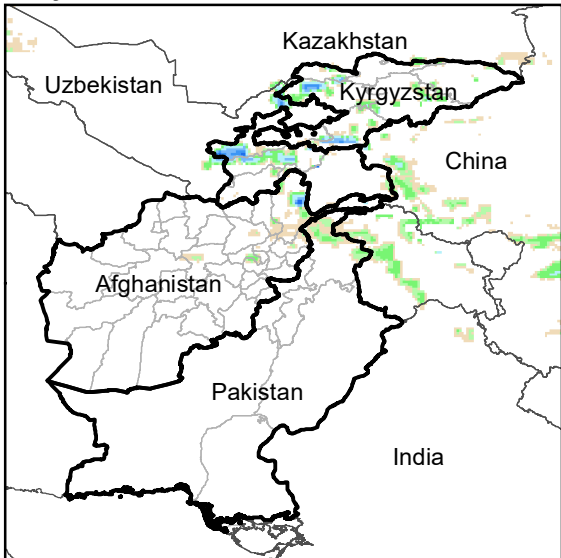 Kazakhstan
Uzbekistan
Kyrgyzstan
China
Afghanistan
Pakistan
India